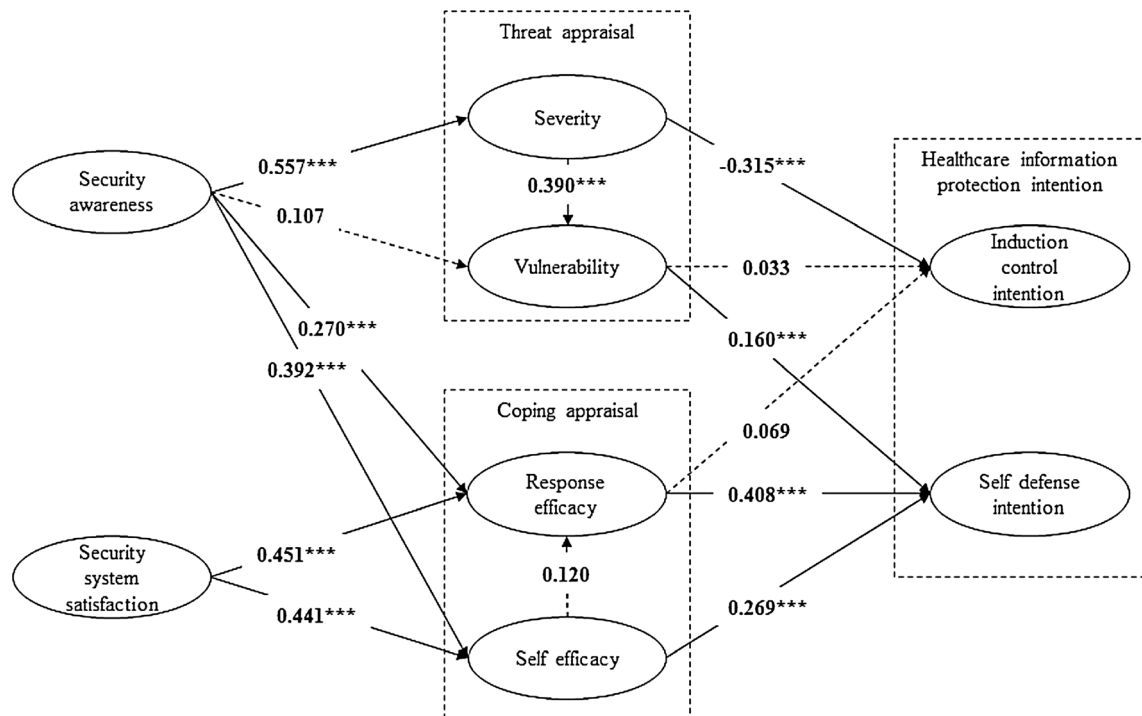 Threat appraisal
Severity
0.557***
0.390***
-0.315***
Healthcare information
protection intention
Security
awareness
0.107
Vulnerability
0.033
Induction
control
intention
0.270***
0.160***
0.392***
Coping appraisal
0.069
Response
efficacy
0.408***
Self defense
intention
Security
system
satisfaction
0.451***
0.120
0.441***
0.269***
Self efficacy